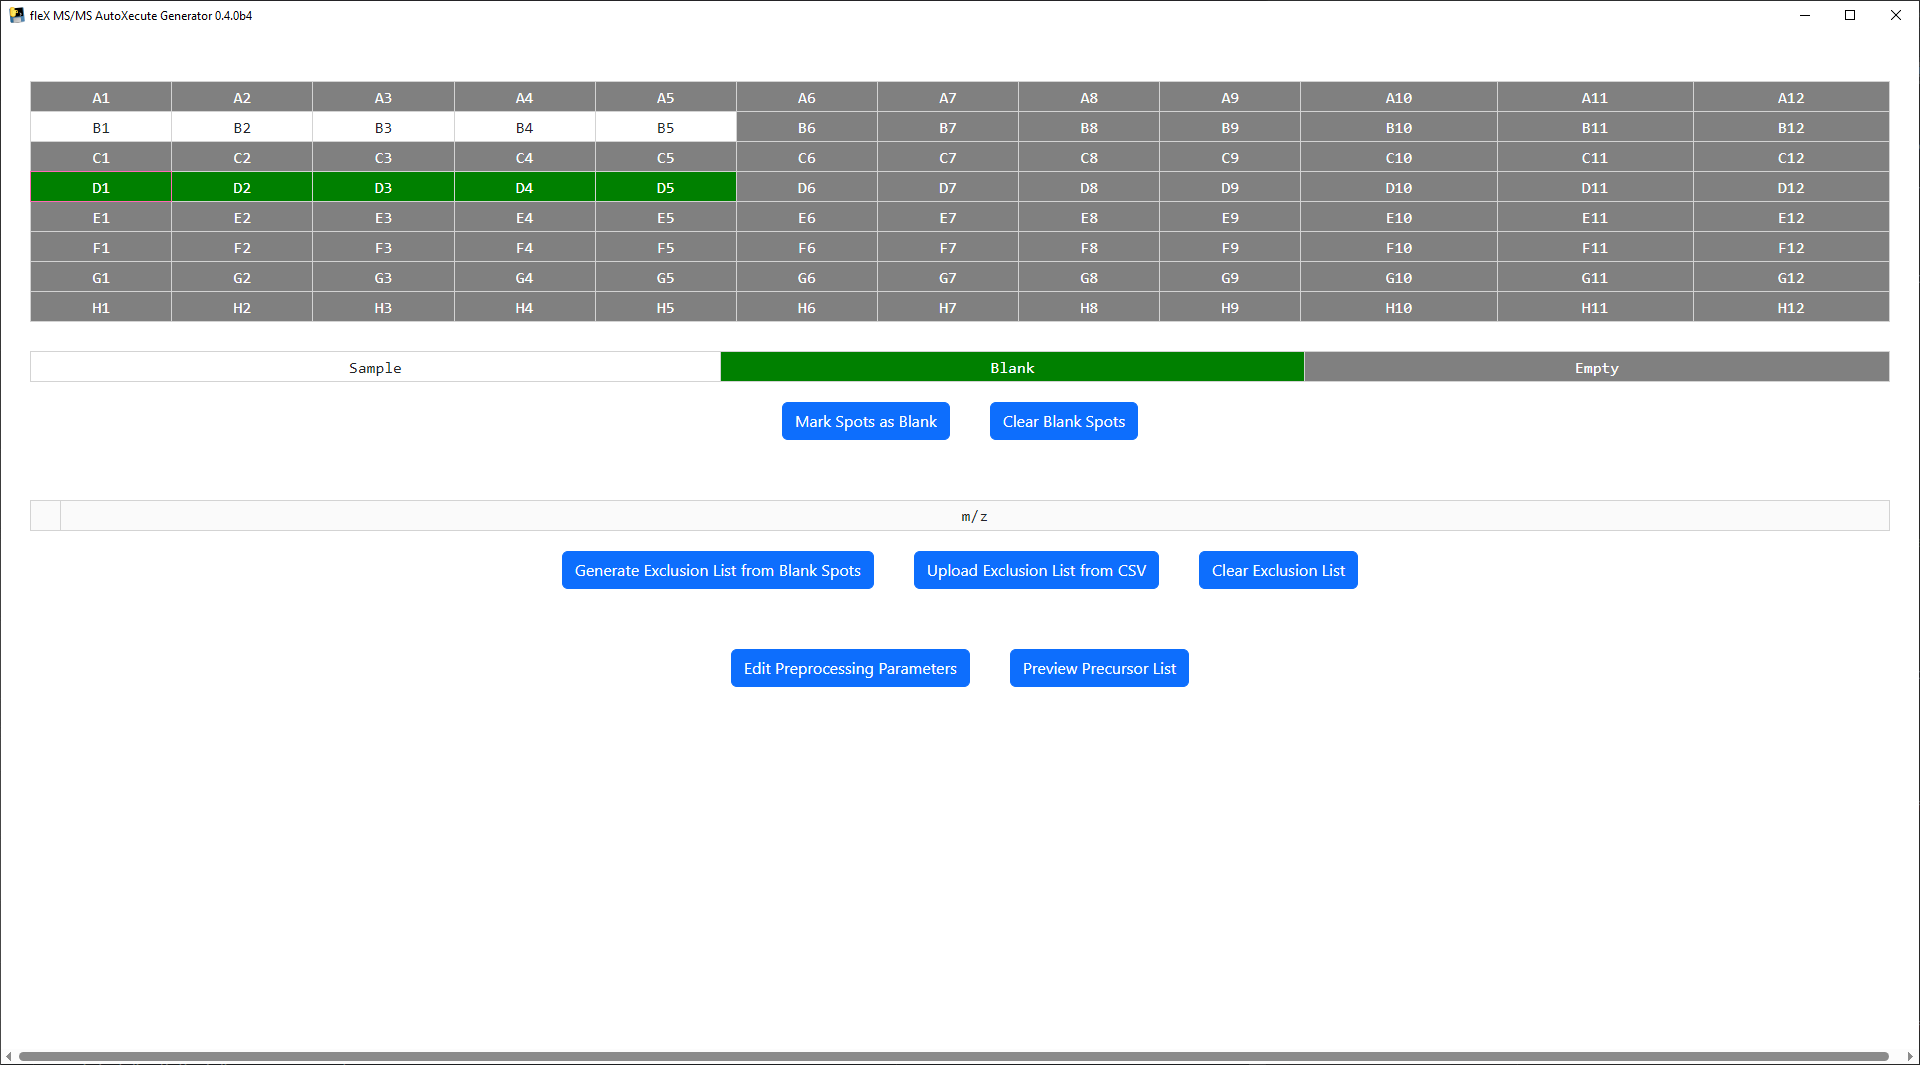 fleX MS/MS AutoXecute Generator 0.4.0b4
A1 A2 A3 A4 A5 A6 A7 A8 A9 A10 A11 A12
B1 B2 B3 B4 B5 B6 B7 B8 B9 B10 B11 B12
C1 C2 C3 C4 C5 C6 C7 C8 C9 C10 C11 C12
D1 D2 D3 D4 D5 D6 D7 D8 D9 D10 D11 D12
E1 E2 E3 E4 E5 E6 E7 E8 E9 E10 E11 E12
F1 F2 F3 F4 F5 F6 F7 F8 F9 F10 F11 F12
G1 G2 G3 G4 G5 G6 G7 G8 G9 G10 G11 G12
H1 H2 H3 H4 H5 H6 H7 H8 H9 H10 H11 H12
Sample Blank Empty
Mark Spots as Blank Clear Blank Spots
m/z
Generate Exclusion List from Blank Spots Upload Exclusion List from CSV Clear Exclusion List
Edit Preprocessing Parameters Preview Precursor List